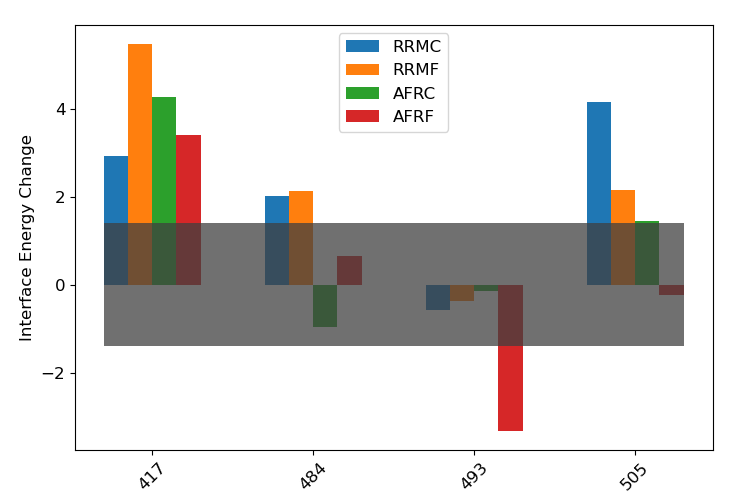 RRMC
RRMF
AFRC
AFRF
Interface Energy Change
4
2
0
−2
417
484
493
505